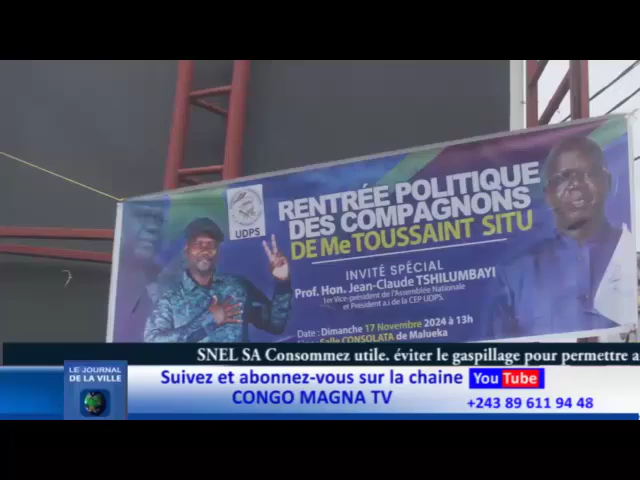 UDPS
RENTRÉE POLITIQUE
DES COMPAGNONS
DE Me TOUSSAINT SITU
INVITÉ SPÉCIAL
Prof. Hon. Jean-Claude TSHILUMBAYI
1er Vice-président de l'Assemblée Nationale
et Président a.i de la CEP UDPS.
Date : Dimanche 17 Novembre 2024 à 13h
Salle CONSOLATA de Malueka
SNEL SA Consommez utile. éviter le gaspillage pour permettre a
LE JOURNAL
DE LA VILLE
Suivez et abonnez-vous sur la chaine YouTube
CONGO MAGNA TV
+243 89 611 94 48